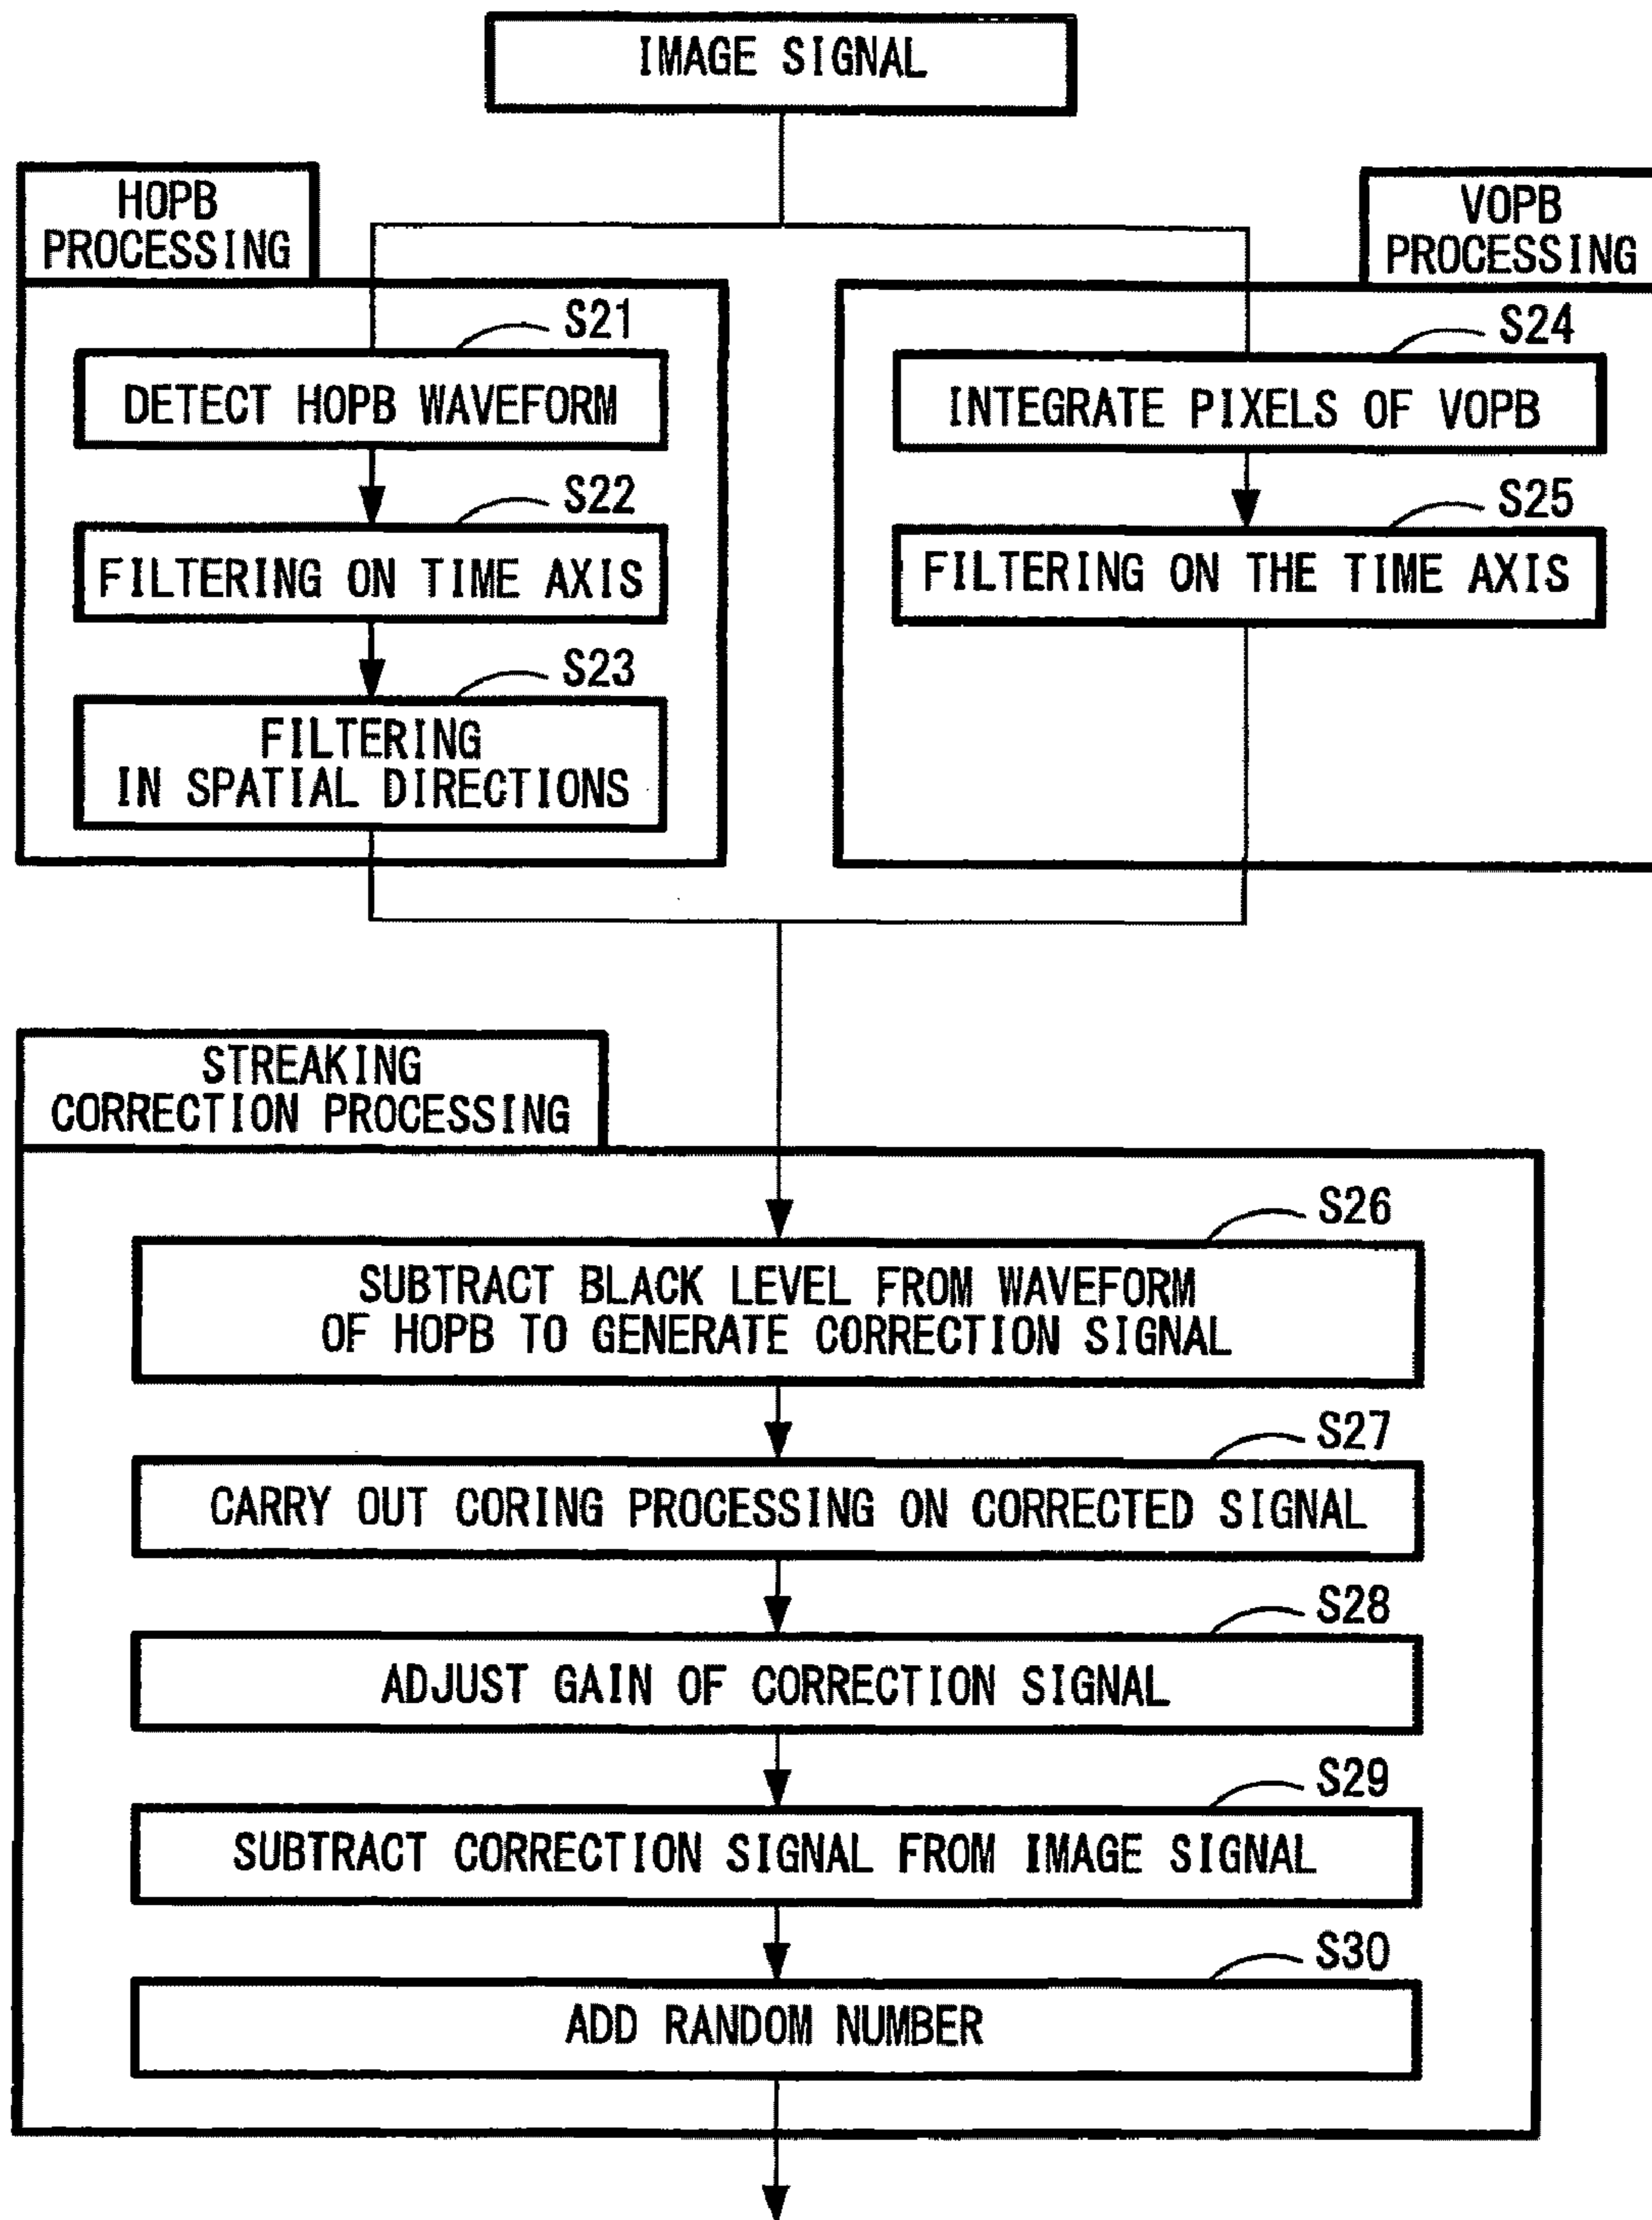 IMAGE SIGNAL
HOPB
PROCESSING
S21
DETECT HOPB WAVEFORM
S22
FILTERING ON TIME AXIS
S23
FILTERING
IN SPATIAL DIRECTIONS
VOPB
PROCESSING
S24
INTEGRATE PIXELS OF VOPB
S25
FILTERING ON THE TIME AXIS
STREAKING
CORRECTION PROCESSING
S26
SUBTRACT BLACK LEVEL FROM WAVEFORM
OF HOPB TO GENERATE CORRECTION SIGNAL
S27
CARRY OUT CORING PROCESSING ON CORRECTED SIGNAL
S28
ADJUST GAIN OF CORRECTION SIGNAL
S29
SUBTRACT CORRECTION SIGNAL FROM IMAGE SIGNAL
S30
ADD RANDOM NUMBER